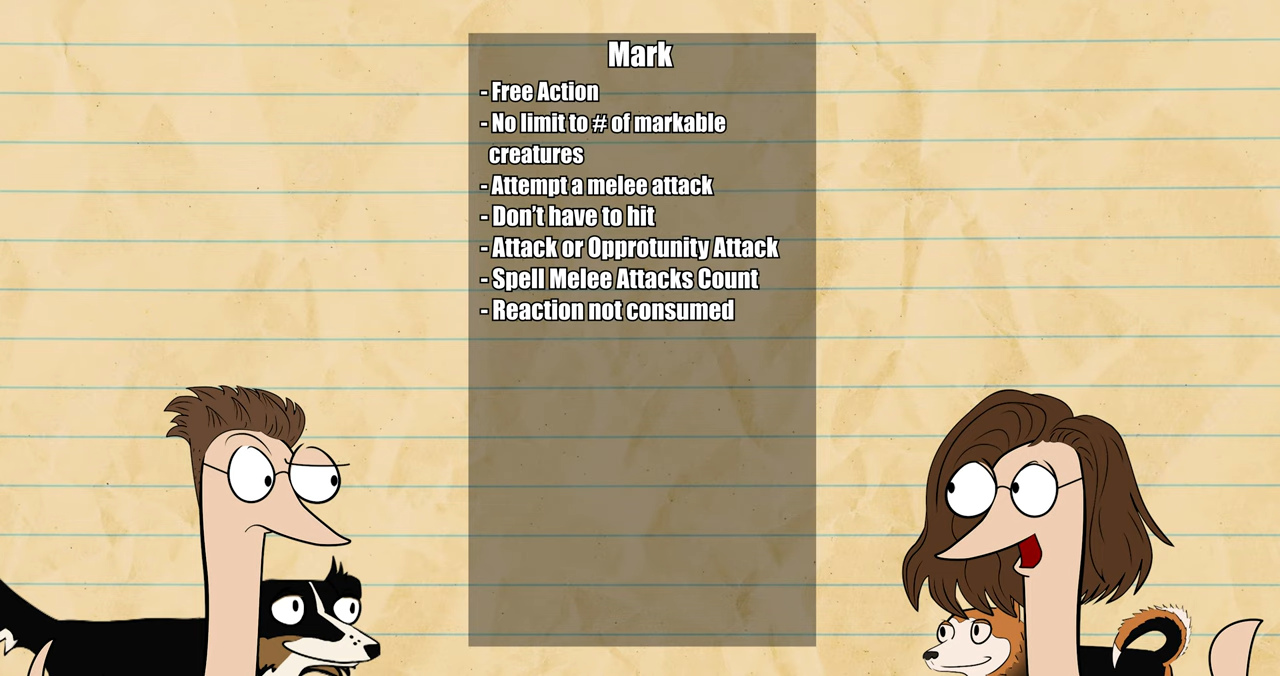 Mark
- Free Action
- No limit to # of markable
creatures
- Attempt a melee attack
- Don't have to hit
- Attack or Opprotunity Attack
- Spell Melee Attacks Count
- Reaction not consumed